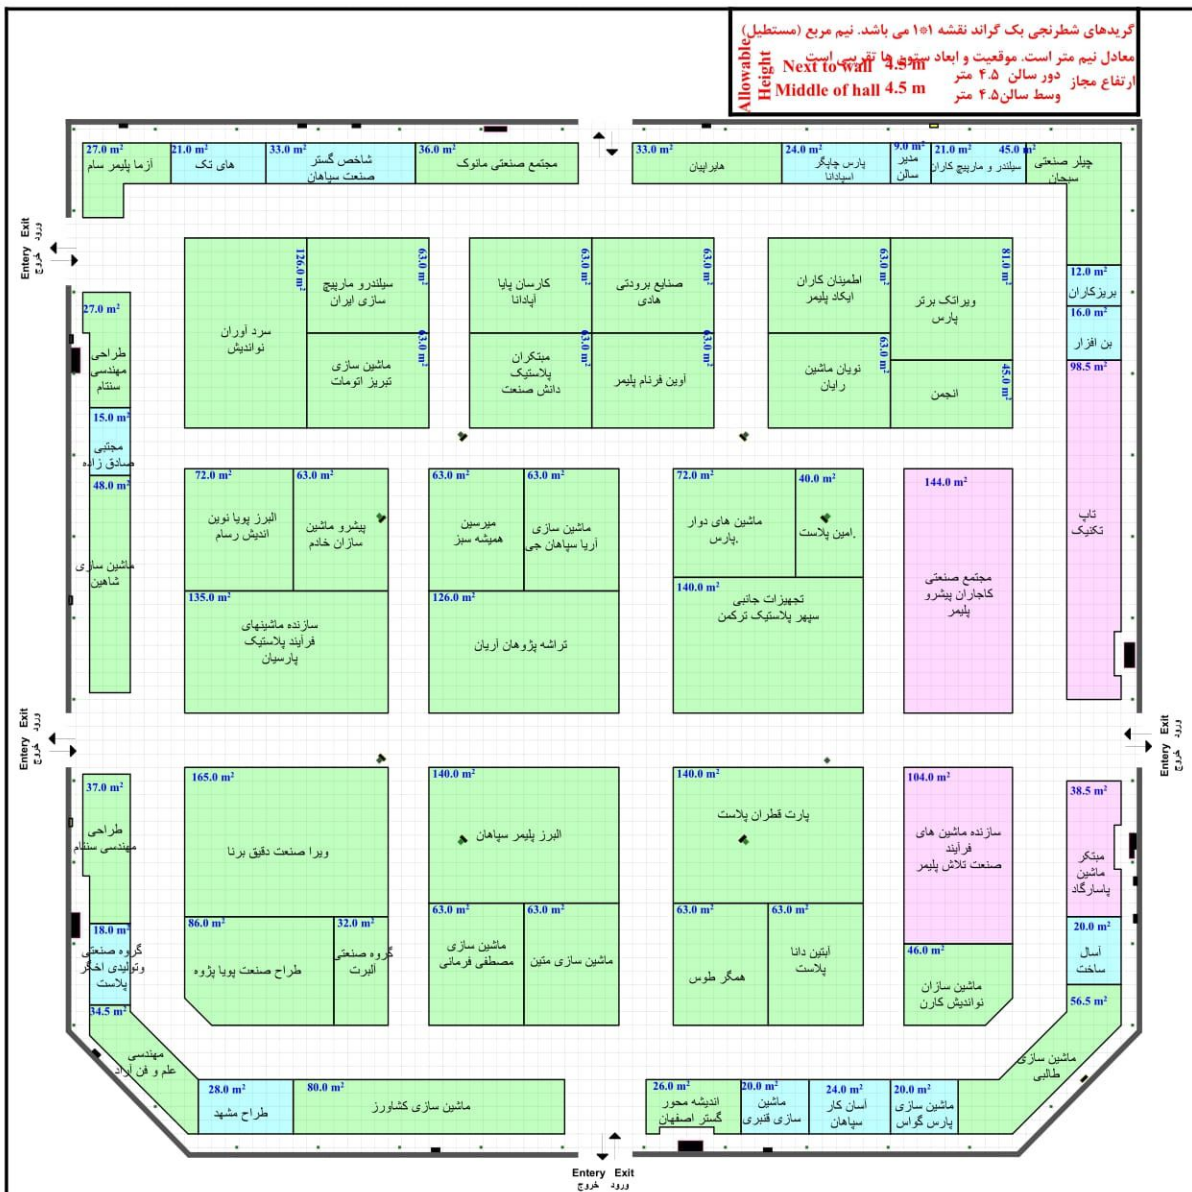 گریدهای شطرنجی بک گراند نقشه ۱*۱ می باشد. نیم مربع (مستطیل)
معادل نیم متر است. موقعیت و ابعاد ستون ها تقریبی است
Allowable Height
Next to wall 4.5 m
دور سالن ۴.۵ متر
ارتفاع مجاز
Middle of hall 4.5 m
وسط سالن۴.۵ متر
27.0 m²
آزما پلیمر سام
21.0 m²
های تک
33.0 m²
شاخص گستر
صنعت سپاهان
36.0 m²
مجتمع صنعتی مانوک
33.0 m²
هایراپیان
24.0 m²
پارس چاپگر
اسپادانا
9.0 m²
مدیر
سالن
21.0 m²
سیلندر و مارپیچ کاران
45.0 m²
چیلر صنعتی
سبحان
Entery Exit
ورود
خروج
126.0 m²
سرد آوران
نواندیش
63.0 m²
سیلندرو مارپیچ
سازی ایران
63.0 m²
ماشین سازی
تبریز اتومات
63.0 m²
کارسان پایا
آپادانا
63.0 m²
صنایع برودتی
هادی
63.0 m²
مبتکران
پلاستیک
دانش صنعت
63.0 m²
آوین فرنام پلیمر
63.0 m²
اطمینان کاران
ایکاد پلیمر
81.0 m²
ویراتک برتر
پارس
63.0 m²
نوبان ماشین
رایان
45.0 m²
انجمن
12.0 m²
بریزکاران
16.0 m²
بن افزار
98.5 m²
تاپ
تکنیک
27.0 m²
طراحی
مهندسی
سنتام
15.0 m²
مجتبی
صادق زاده
48.0 m²
ماشین سازی
شاهین
72.0 m²
البرز پویا نوین
اندیش رسام
63.0 m²
پیشرو ماشین
سازان خادم
135.0 m²
سازنده ماشینهای
فرآیند پلاستیک
پارسیان
63.0 m²
میرسین
همیشه سبز
63.0 m²
ماشین سازی
آریا سپاهان جی
126.0 m²
تراشه پژوهان آریان
72.0 m²
ماشین های دوار
پارس.
40.0 m²
امین پلاست.
140.0 m²
تجهیزات جانبی
سپهر پلاستیک ترکمن
144.0 m²
مجتمع صنعتی
کاجاران پیشرو
پلیمر
Entery Exit
ورود
خروج
Entery Exit
ورود
خروج
37.0 m²
طراحی
مهندسی سنتام
18.0 m²
گروه صنعتی
وتولیدی اخگر
پلاست
34.5 m²
مهندسی
علم و فن آراد
165.0 m²
ویرا صنعت دقیق برنا
86.0 m²
طراح صنعت پویا پژوه
32.0 m²
گروه صنعتی
آلبرت
140.0 m²
البرز پلیمر سپاهان
63.0 m²
ماشین سازی
مصطفی فرمانی
63.0 m²
ماشین سازی متین
140.0 m²
پارت قطران پلاست
63.0 m²
همگر طوس
63.0 m²
آبتین دانا
پلاست
104.0 m²
سازنده ماشین های
فرآیند
صنعت تلاش پلیمر
46.0 m²
ماشین سازان
نواندیش کارن
38.5 m²
مبتکر
ماشین
پاسارگاد
20.0 m²
آسال
ساخت
56.5 m²
ماشین سازی
طالبی
28.0 m²
طراح مشهد
80.0 m²
ماشین سازی کشاورز
26.0 m²
اندیشه محور
گستر اصفهان
20.0 m²
ماشین
سازی قنبری
24.0 m²
آسان کار
سپاهان
20.0 m²
ماشین سازی
پارس گواس
Entery Exit
ورود
خروج